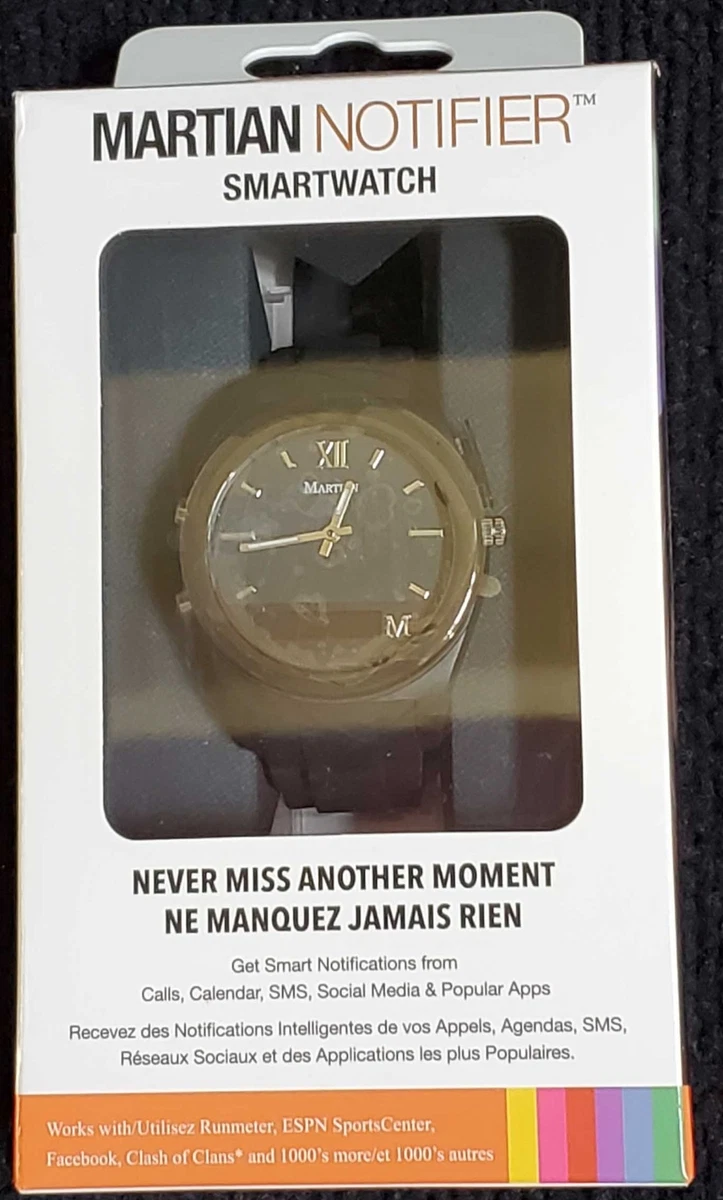 MARTIAN NOTIFIER™
SMARTWATCH
XII
MARTIAN
M
NEVER MISS ANOTHER MOMENT
NE MANQUEZ JAMAIS RIEN
Get Smart Notifications from
Calls, Calendar, SMS, Social Media & Popular Apps
Recevez des Notifications Intelligentes de vos Appels, Agendas, SMS,
Réseaux Sociaux et des Applications les plus Populaires.
Works with/Utilisez Runmeter, ESPN SportsCenter,
Facebook, Clash of Clans* and 1000's more/et 1000's autres